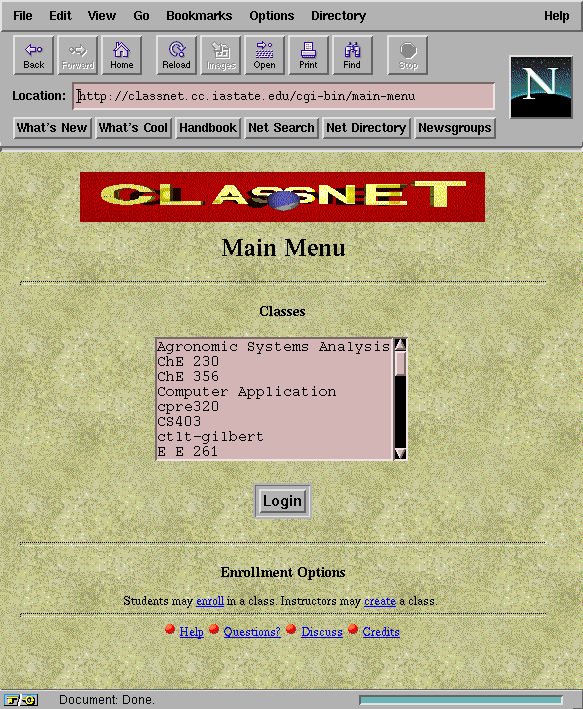 File Edit View Go Bookmarks Options Directory Help
Back Forward Home Reload Images Open Print Find Stop
N
Location: http://classnet.cc.iastate.edu/cgi-bin/main-menu
What's New What's Cool Handbook Net Search Net Directory Newsgroups
CLASSNET
Main Menu
Classes
Agronomic Systems Analysis
ChE 230
ChE 356
Computer Application
cpre320
CS403
ctlt-gilbert
E E 261
Login
Enrollment Options
Students may enroll in a class. Instructors may create a class.
Help Questions? Discuss Credits
Document: Done.